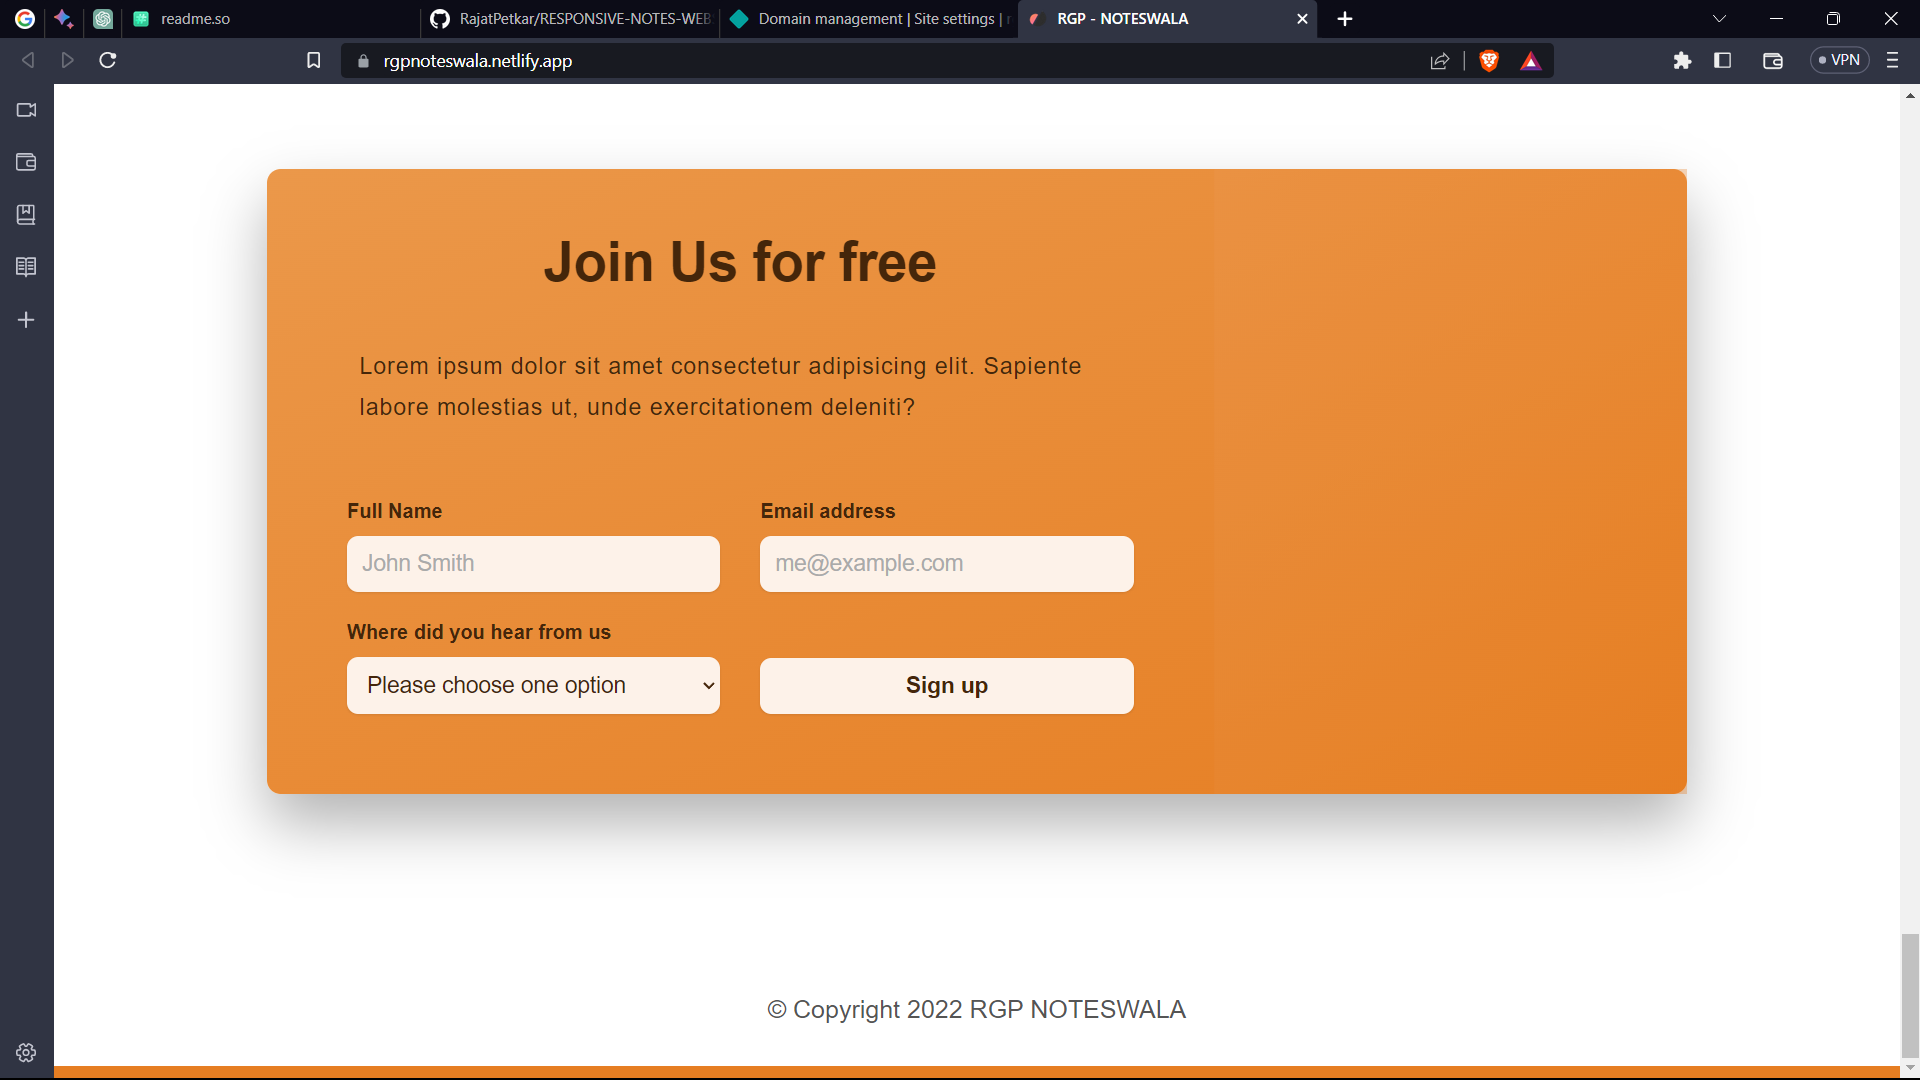 readme.so
RajatPetkar/RESPONSIVE-NOTES-WEB
Domain management | Site settings |
RGP - NOTESWALA
rgpnoteswala.netlify.app
VPN
Join Us for free
Lorem ipsum dolor sit amet consectetur adipisicing elit. Sapiente
labore molestias ut, unde exercitationem deleniti?
Full Name
Email address
John Smith
me@example.com
Where did you hear from us
Please choose one option
Sign up
© Copyright 2022 RGP NOTESWALA